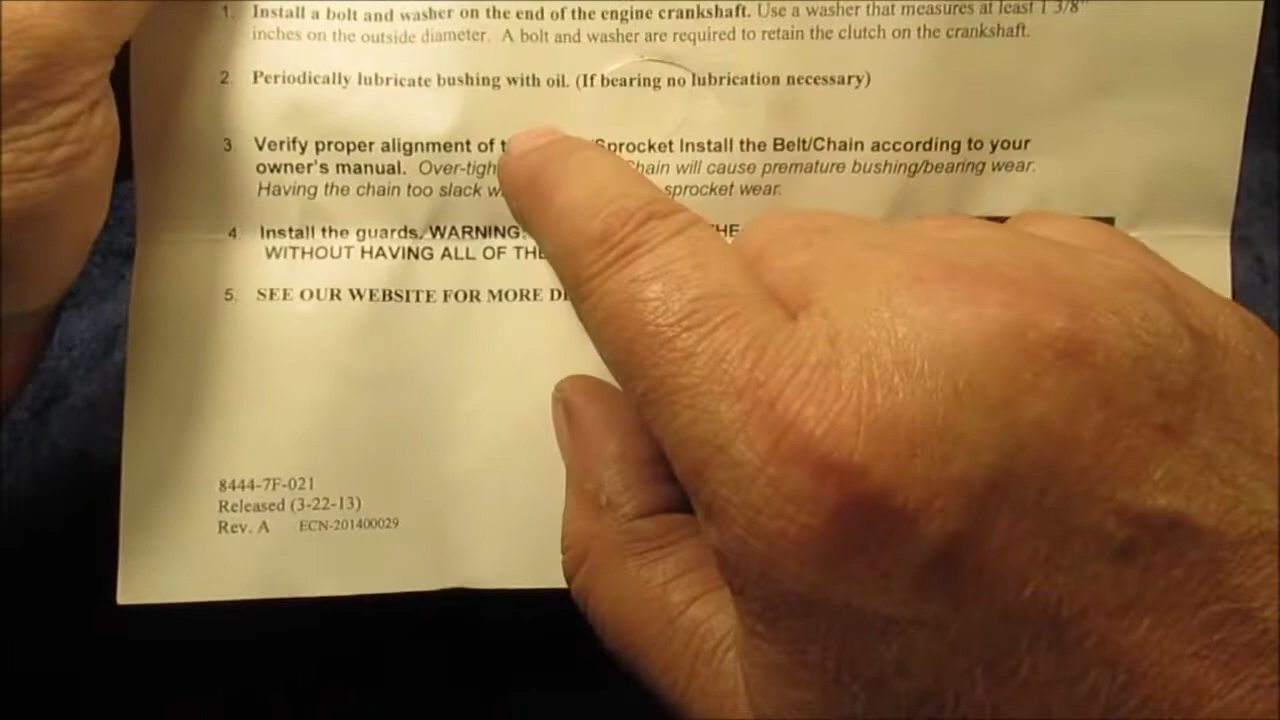 1. Install a bolt and washer on the end of the engine crankshaft. Use a washer that measures at least 1 3/8"
inches on the outside diameter. A bolt and washer are required to retain the clutch on the crankshaft.
2. Periodically lubricate bushing with oil. (If bearing no lubrication necessary)
3. Verify proper alignment of /Sprocket Install the Belt/Chain according to your
owner's manual. Over-tigh hain will cause premature bushing/bearing wear.
Having the chain too slack sprocket wear.
4. Install the guards. WARNING: HE
WITHOUT HAVING ALL OF THE
5. SEE OUR WEBSITE FOR MORE
8444-7F-021
Released (3-22-13)
Rev. A ECN-201400029